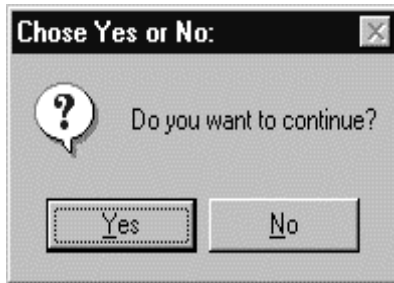 Chose Yes or No:
?
Do you want to continue?
Yes No